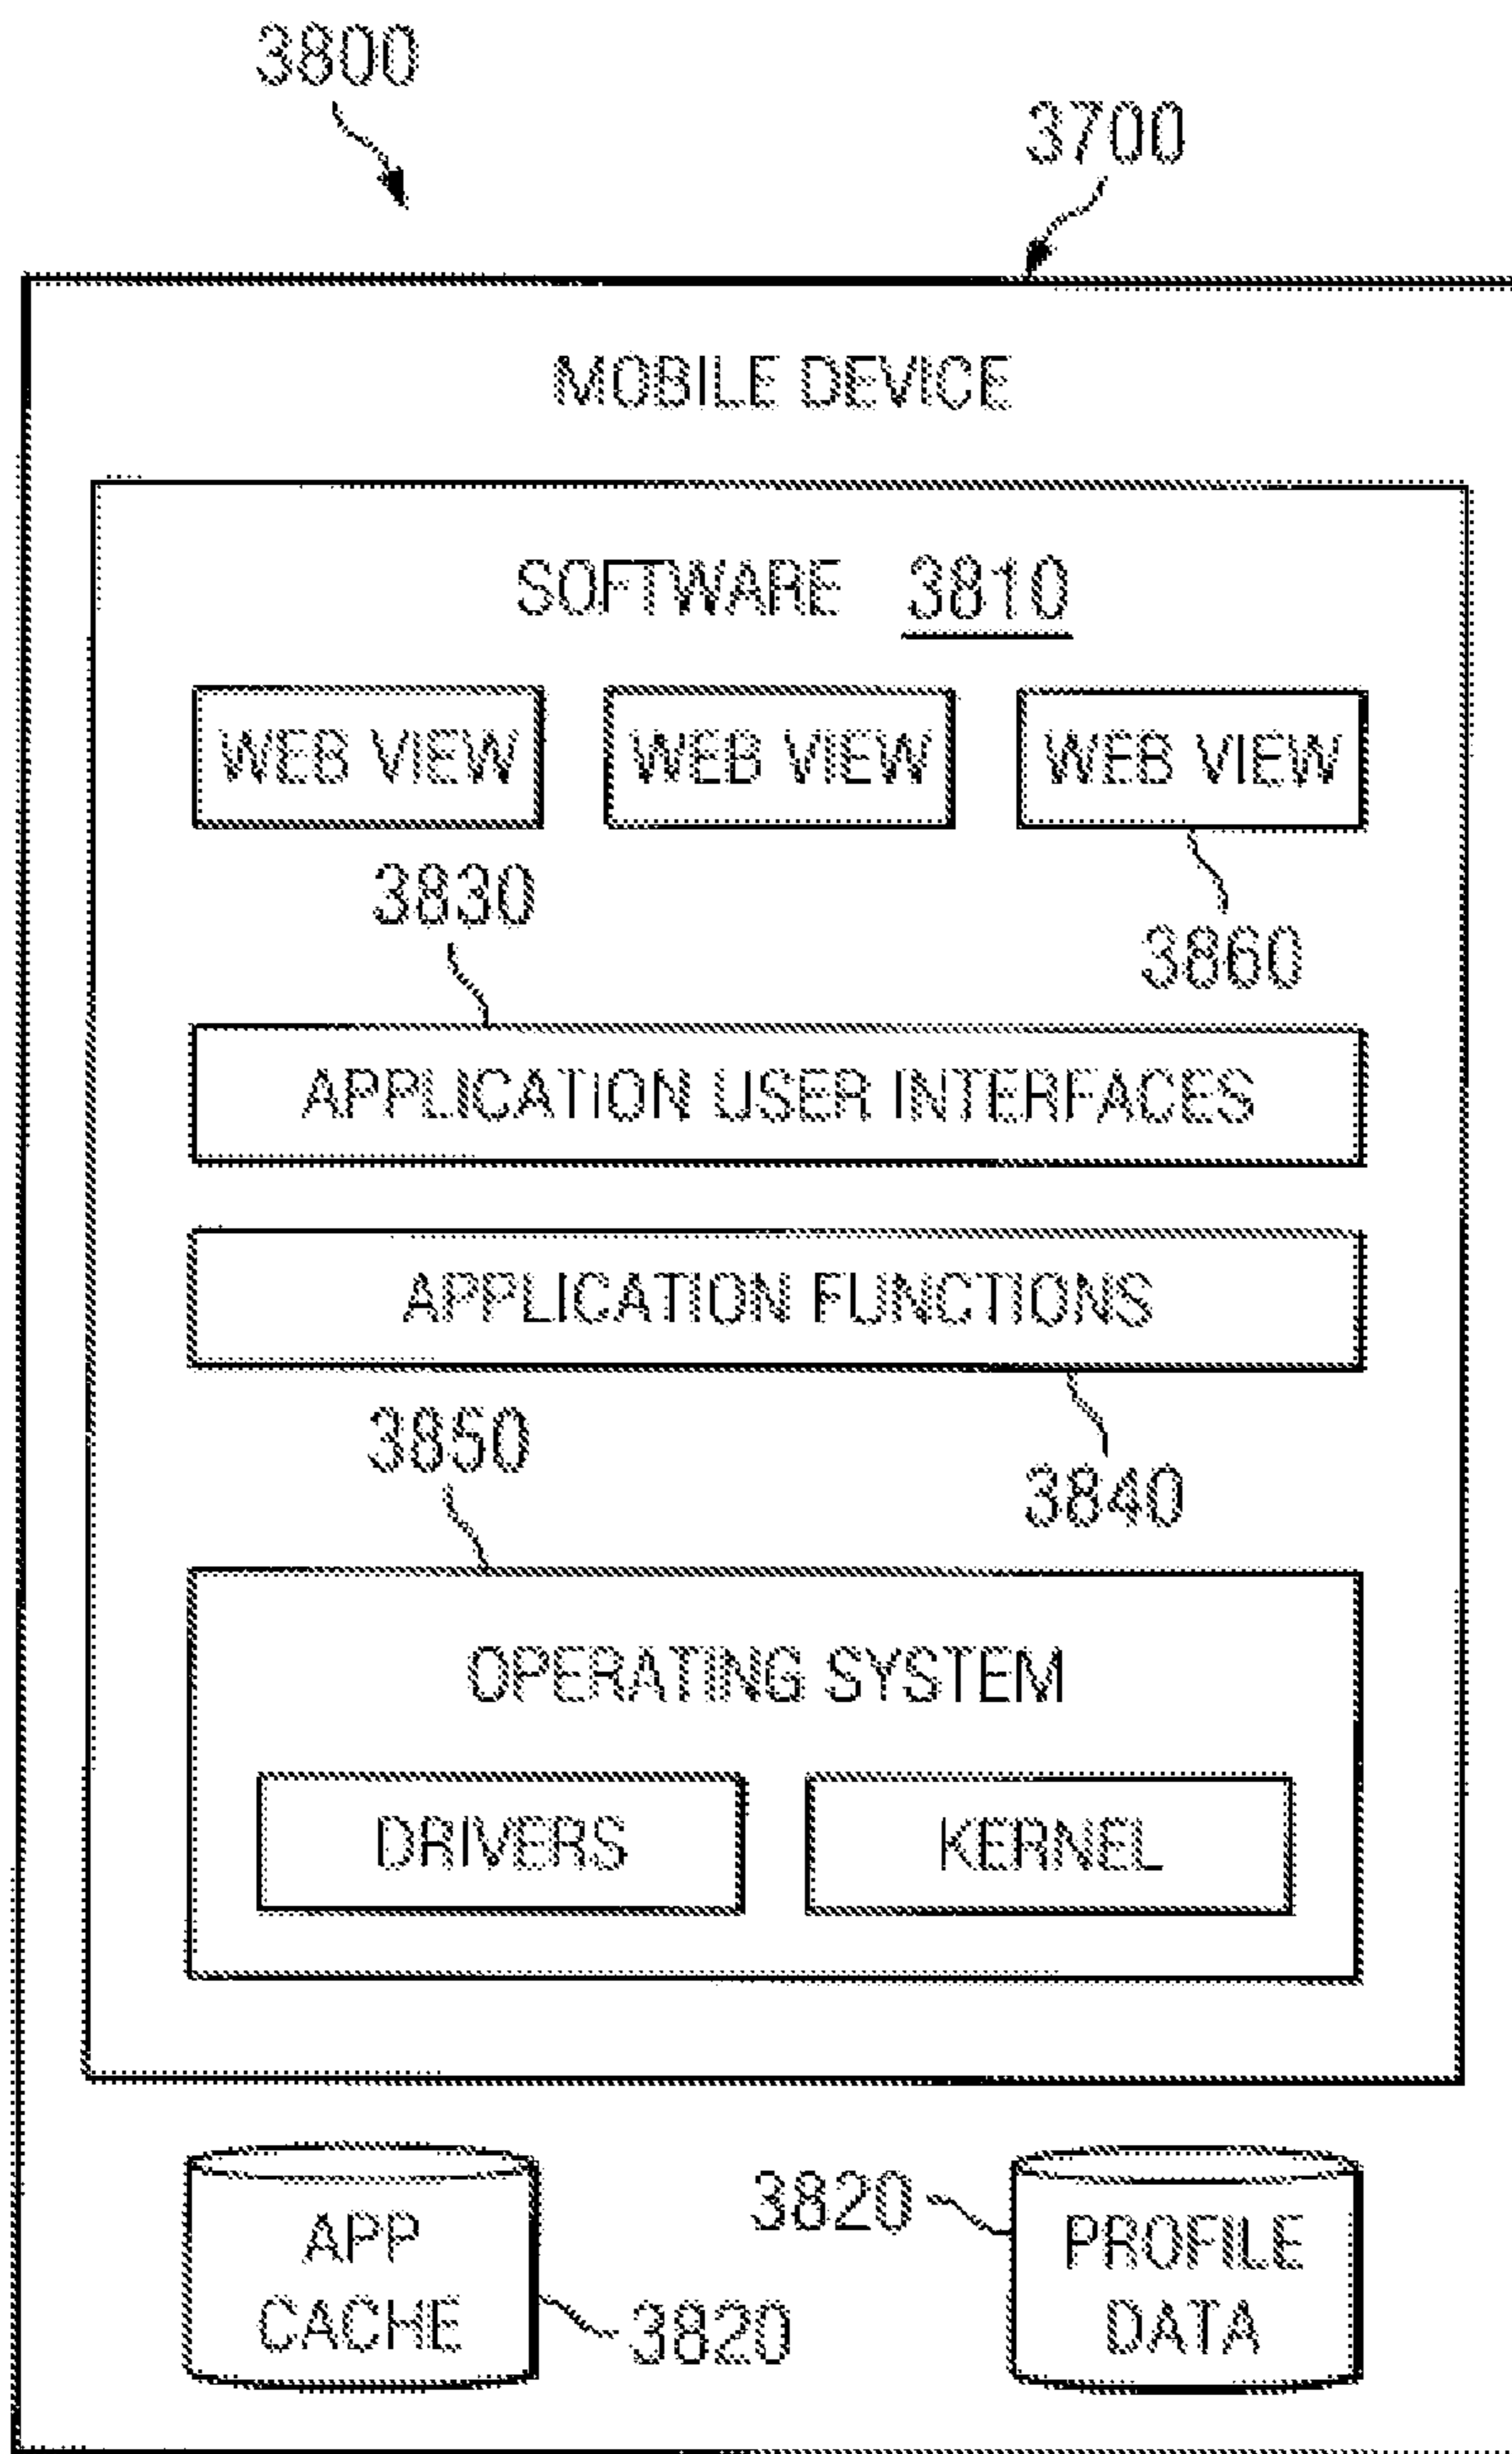 3800
3700
MOBILE DEVICE
SOFTWARE 3810
WEB VIEW WEB VIEW WEB VIEW
3830
3860
APPLICATION USER INTERFACES
APPLICATION FUNCTIONS
3850
3840
OPERATING SYSTEM
DRIVERS KERNEL
3820
APP
CACHE
3820
PROFILE
DATA